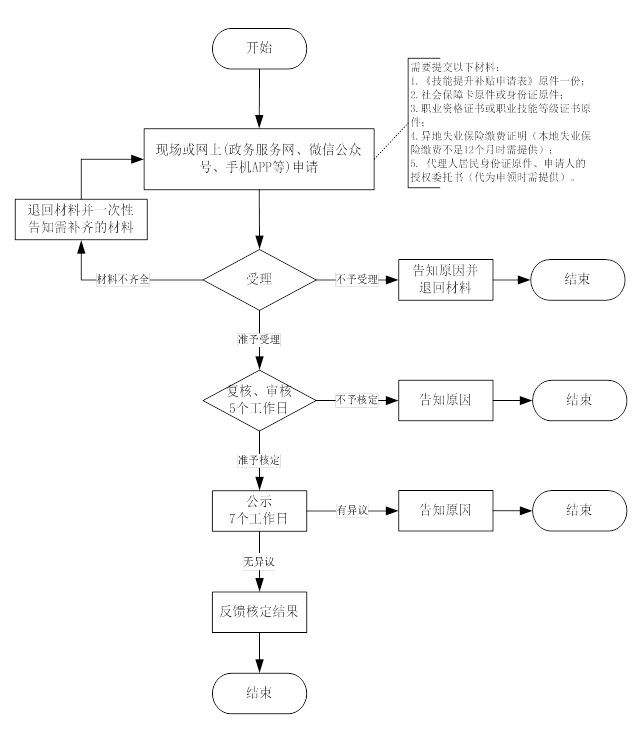 开始
需要提交以下材料：
1.《技能提升补贴申请表》原件一份；
2.社会保障卡原件或身份证原件；
3.职业资格证书或职业技能等级证书原
件；
4.异地失业保险缴费证明（本地失业保
险缴费不足12个月时需提供）；
5. 代理人居民身份证原件、申请人的
授权委托书（代为申领时需提供）。
现场或网上(政务服务网、微信公众
号、手机APP等)申请
退回材料并一次性
告知需补齐的材料
材料不齐全
受理
不予受理
告知原因并
退回材料
结束
准予受理
复核、审核
5个工作日
不予核定
告知原因
结束
准予核定
公示
7个工作日
有异议
告知原因
结束
无异议
反馈核定结果
结束